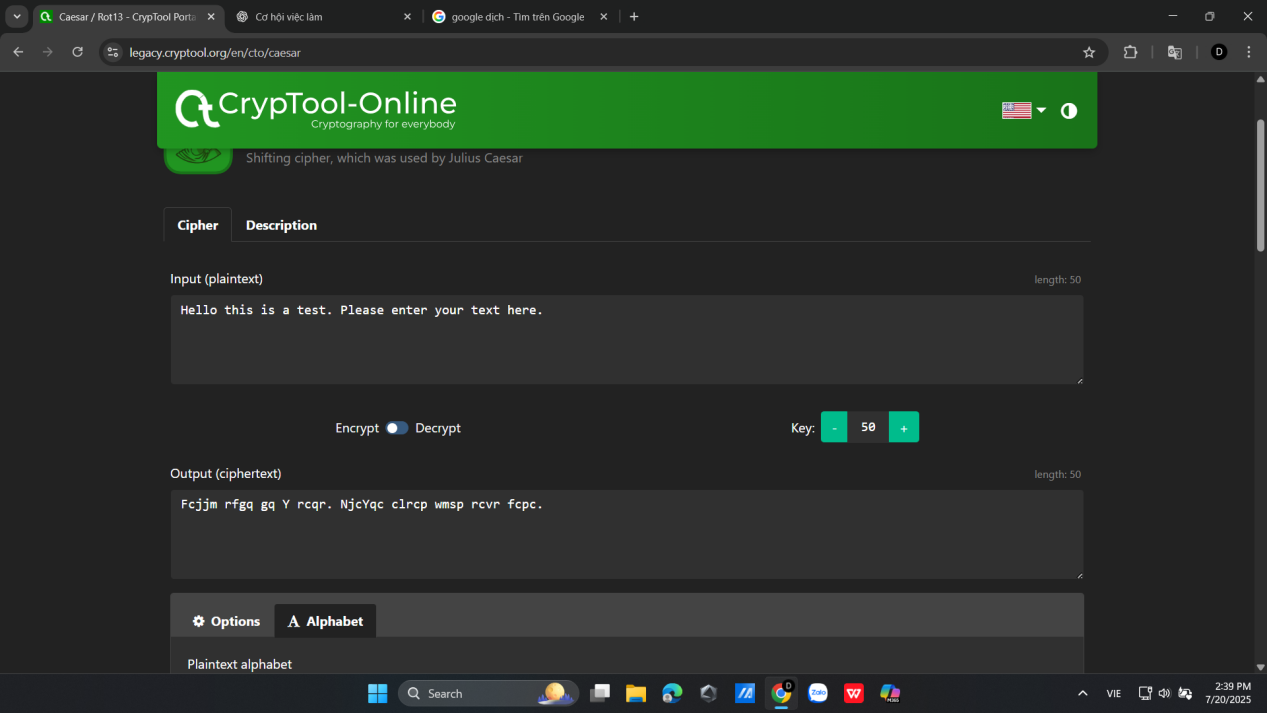 Caesar / Rot13 - CrypTool Porta
Cơ hội việc làm
google dịch - Tìm trên Google
legacy.cryptool.org/en/cto/caesar
D
CrypTool-Online
Cryptography for everybody
Shifting cipher, which was used by Julius Caesar
Cipher Description
Input (plaintext) length: 50
Hello this is a test. Please enter your text here.
Encrypt Decrypt Key: - 50 +
Output (ciphertext) length: 50
Fcjjm rfgq gq Y rcqr. NjcYqc clrcp wmsp rcvr fcpc.
Options A Alphabet
Plaintext alphabet
Search
D
Zalo
W
M365
VIE
2:39 PM
7/20/2025